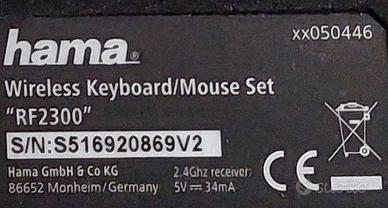 hama® xx050446
Wireless Keyboard/Mouse Set
"RF2300"
S/N:S516920869V2
Hama GmbH & Co KG 2.4Ghz receiver:
86652 Monheim/Germany 5V ⎓ 34mA
CE